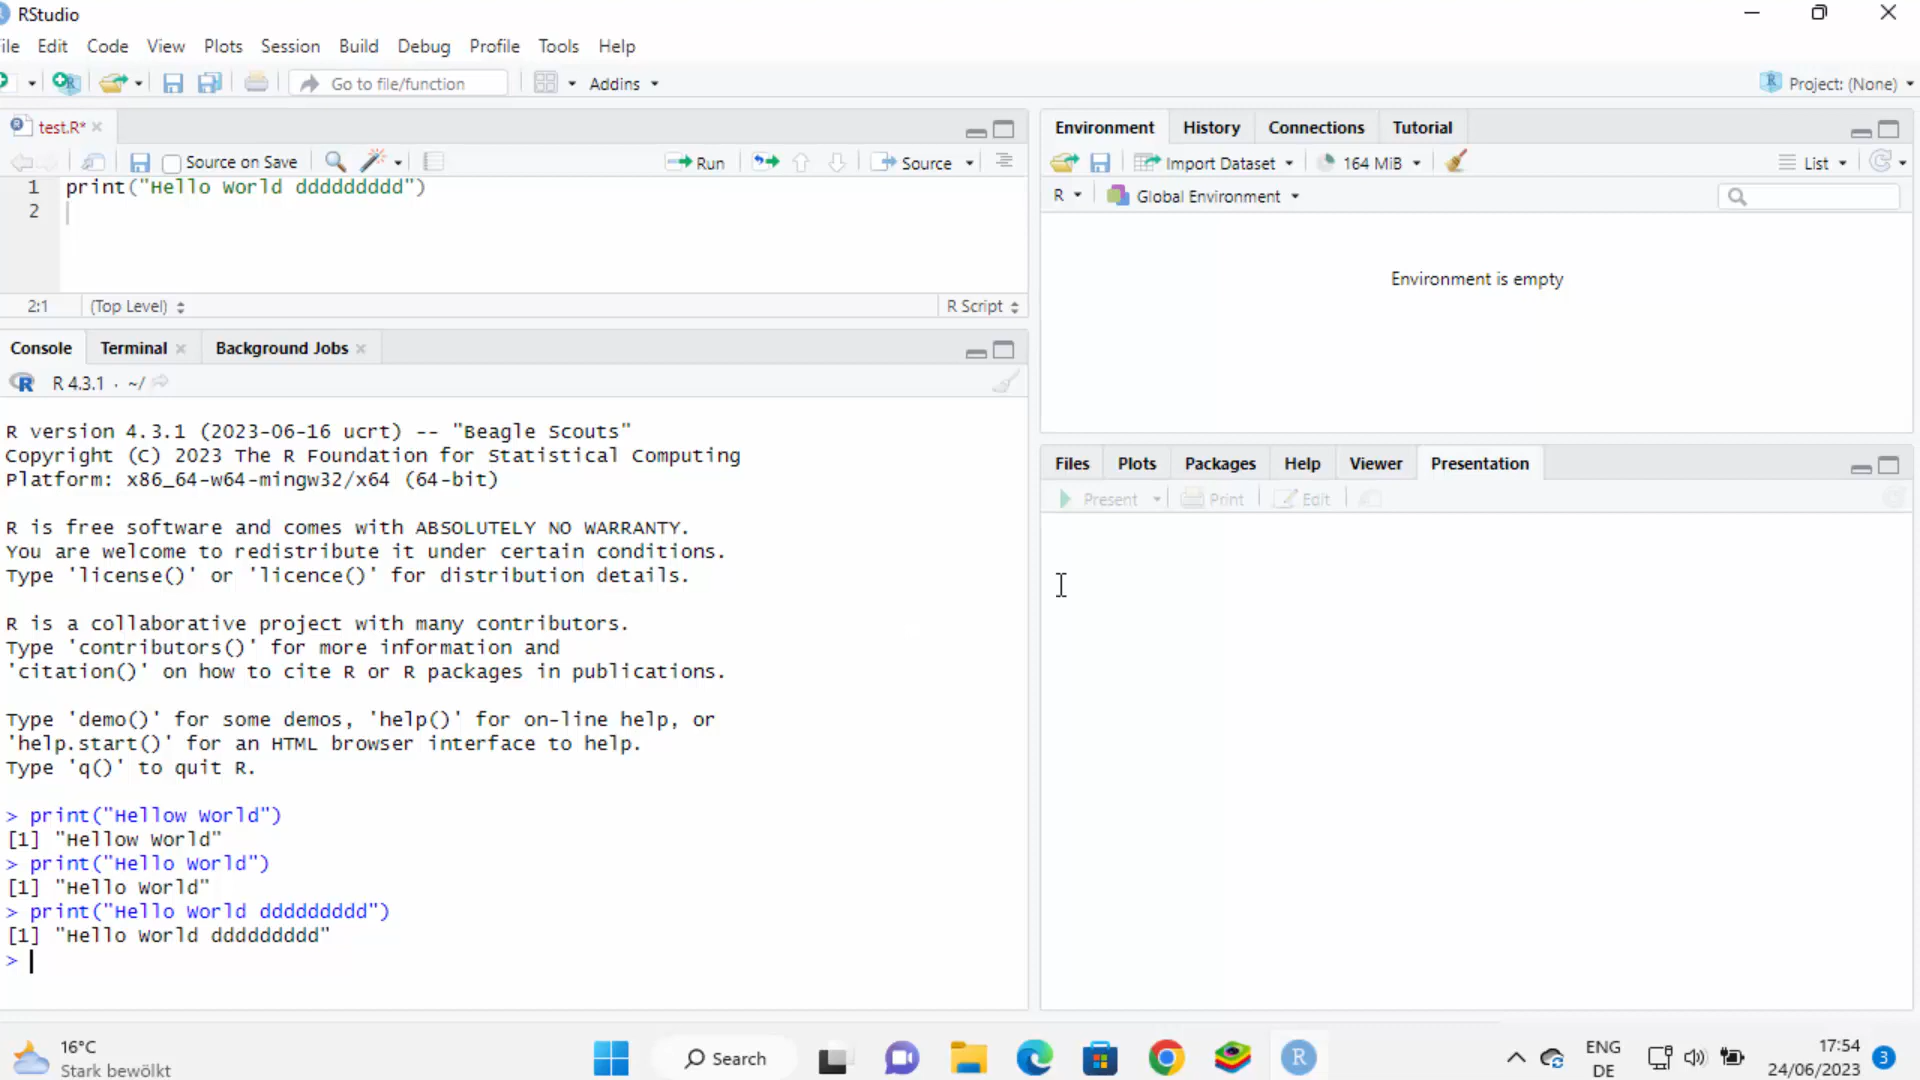 RStudio
ile Edit Code View Plots Session Build Debug Profile Tools Help
Go to file/function Addins Project: (None)
test.R*
Source on Save Run Source
1 print("Hello World ddddddddd")
2
2:1 (Top Level) R Script
Console Terminal Background Jobs
R 4.3.1 · ~/
R version 4.3.1 (2023-06-16 ucrt) -- "Beagle Scouts"
Copyright (C) 2023 The R Foundation for Statistical Computing
Platform: x86_64-w64-mingw32/x64 (64-bit)
R is free software and comes with ABSOLUTELY NO WARRANTY.
You are welcome to redistribute it under certain conditions.
Type 'license()' or 'licence()' for distribution details.
R is a collaborative project with many contributors.
Type 'contributors()' for more information and
'citation()' on how to cite R or R packages in publications.
Type 'demo()' for some demos, 'help()' for on-line help, or
'help.start()' for an HTML browser interface to help.
Type 'q()' to quit R.
> print("Hellow World")
[1] "Hellow World"
> print("Hello World")
[1] "Hello World"
> print("Hello World ddddddddd")
[1] "Hello World ddddddddd"
>
Environment History Connections Tutorial
Import Dataset 164 MiB List
R Global Environment
Environment is empty
Files Plots Packages Help Viewer Presentation
Present Print Edit
16°C
Stark bewölkt
Search
R
ENG
DE
17:54
24/06/2023
3